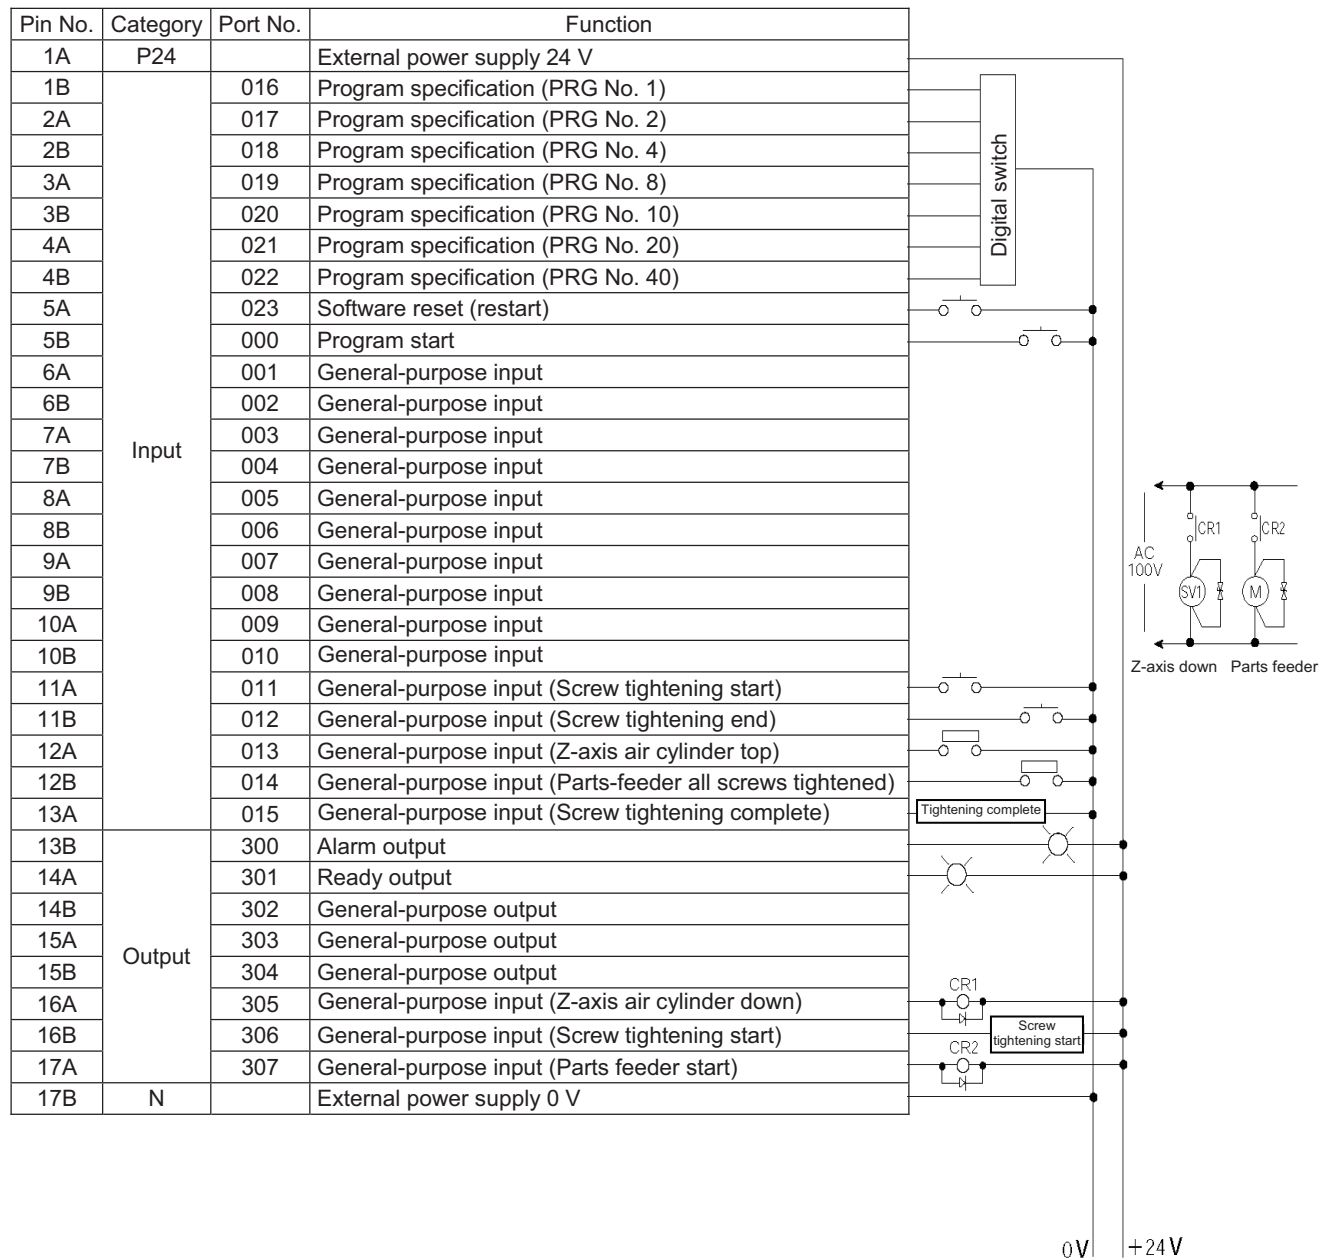 Pin No. Category Port No. Function
1A P24 External power supply 24 V
1B 016 Program specification (PRG No. 1)
2A 017 Program specification (PRG No. 2)
2B 018 Program specification (PRG No. 4)
3A 019 Program specification (PRG No. 8)
3B 020 Program specification (PRG No. 10)
4A 021 Program specification (PRG No. 20)
4B 022 Program specification (PRG No. 40)
Digital switch
5A 023 Software reset (restart)
5B 000 Program start
6A 001 General-purpose input
6B 002 General-purpose input
7A 003 General-purpose input
Input
7B 004 General-purpose input
8A 005 General-purpose input
8B 006 General-purpose input
9A 007 General-purpose input
9B 008 General-purpose input
10A 009 General-purpose input
10B 010 General-purpose input
11A 011 General-purpose input (Screw tightening start)
11B 012 General-purpose input (Screw tightening end)
12A 013 General-purpose input (Z-axis air cylinder top)
12B 014 General-purpose input (Parts-feeder all screws tightened)
13A 015 General-purpose input (Screw tightening complete) Tightening complete
13B 300 Alarm output
14A 301 Ready output
14B 302 General-purpose output
15A 303 General-purpose output
Output
15B 304 General-purpose output
16A 305 General-purpose input (Z-axis air cylinder down) CR1
16B 306 General-purpose input (Screw tightening start) Screw
tightening start
17A 307 General-purpose input (Parts feeder start) CR2
17B N External power supply 0 V
CR1 CR2
AC
100V
SV1 M
Z-axis down Parts feeder
0V +24V